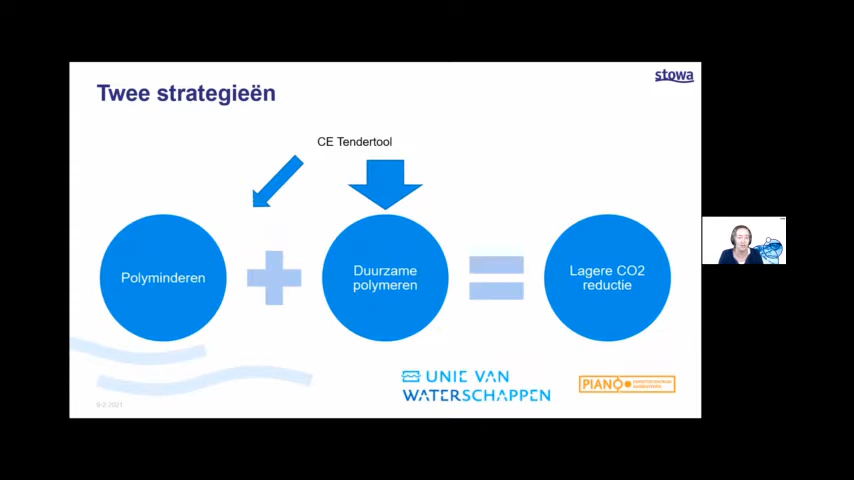 stowa
Twee strategieën
CE Tendertool
Polyminderen
Duurzame
polymeren
Lagere CO2
reductie
UNIE VAN
WATERSCHAPPEN
PIANO